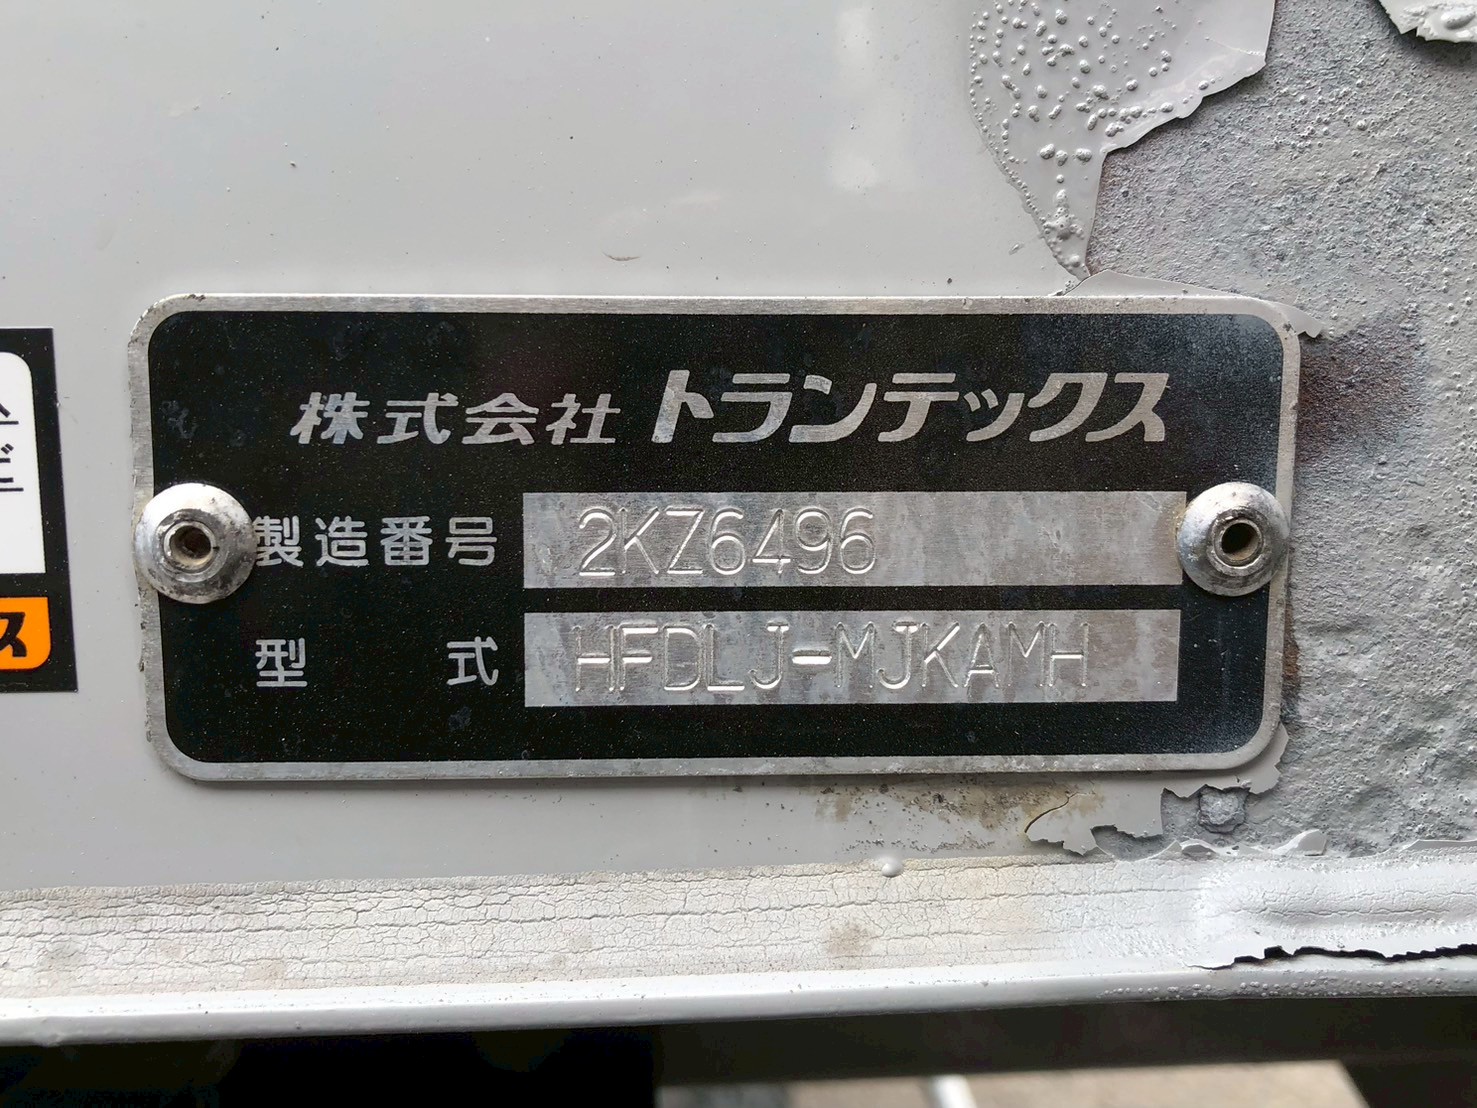 株式会社 トランテックス
製造番号 2KZ6496
型式 HFDLJ-MJKAMH
ス